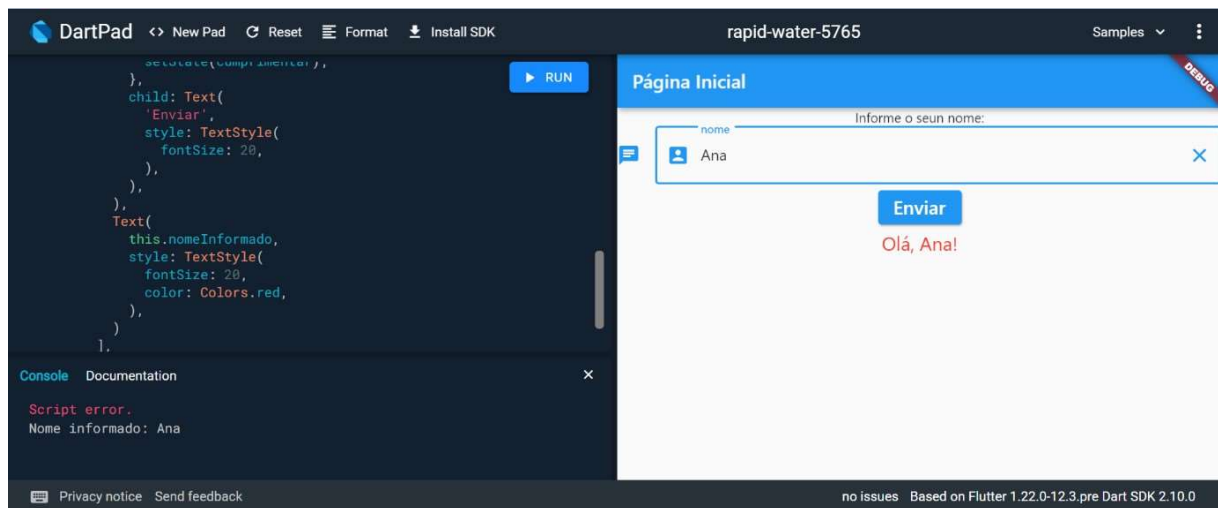 DartPad <> New Pad Reset Format Install SDK rapid-water-5765 Samples
setState(cumprimentar);
},
child: Text(
'Enviar',
style: TextStyle(
fontSize: 20,
),
),
),
Text(
this.nomeInformado,
style: TextStyle(
fontSize: 20,
color: Colors.red,
),
)
],
RUN
Console Documentation ×
Script error.
Nome informado: Ana
Página Inicial
DEBUG
Informe o seun nome:
nome
Ana
Enviar
Olá, Ana!
Privacy notice Send feedback no issues Based on Flutter 1.22.0-12.3.pre Dart SDK 2.10.0